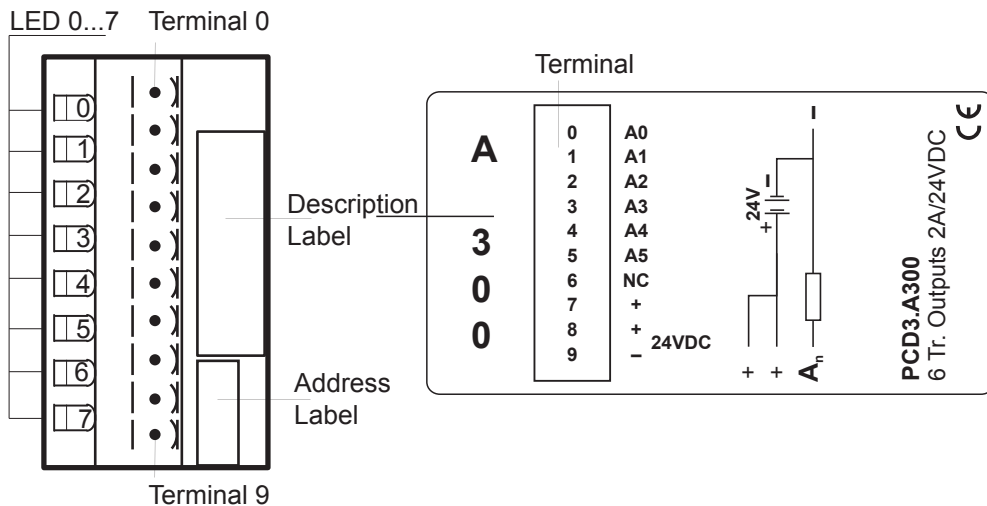 LED 0...7 Terminal 0
0
1
2
3
4
5
6
7
Description
Label
Address
Label
Terminal 9
Terminal
A
3
0
0
0 A0
1 A1
2 A2
3 A3
4 A4
5 A5
6 NC
7 +
8 + 24VDC
9 –
–
24V
–
+
+ + An
PCD3.A300
6 Tr. Outputs 2A/24VDC
CE